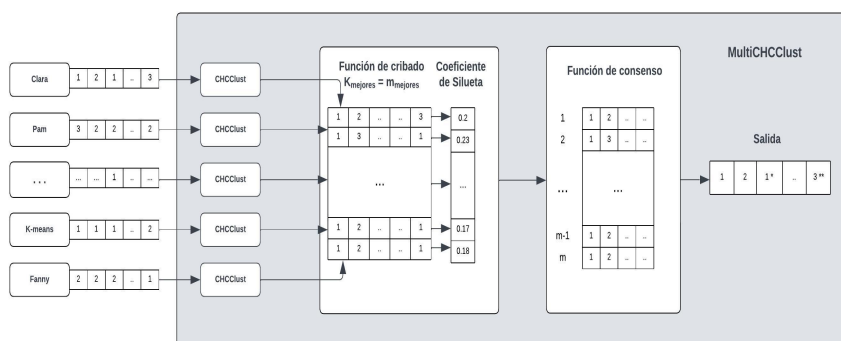 MultiCHCClust
Clara 1 2 1 .. 3
CHCClust
Pam 3 2 2 .. 2
CHCClust
. . . ... ... 1 .. ...
CHCClust
K-means 1 1 1 .. 2
CHCClust
Fanny 2 2 2 .. 1
CHCClust
Función de cribado
Kmejores = mmejores
Coeficiente
de Silueta
1 2 .. .. 3 0.2
1 3 .. .. 1 0.23
... ...
1 2 .. .. 1 0.17
1 2 .. .. 1 0.18
Función de consenso
1 1 2 .. ..
2 1 3 .. ..
... ...
m-1 1 2 .. ..
m 1 2 .. ..
Salida
1 2 1 * .. 3 **